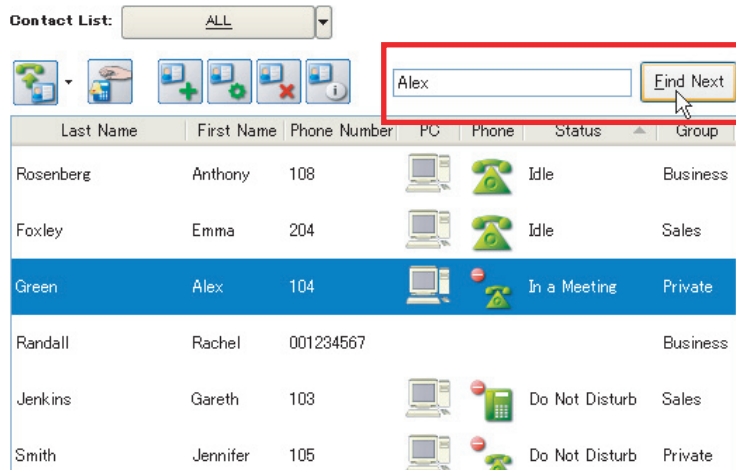 Contact List: ALL
Alex Find Next
Last Name First Name Phone Number PC Phone Status Group
Rosenberg Anthony 108 Idle Business
Foxley Emma 204 Idle Sales
Green Alex 104 In a Meeting Private
Randall Rachel 001234567 Business
Jenkins Gareth 103 Do Not Disturb Sales
Smith Jennifer 105 Do Not Disturb Private